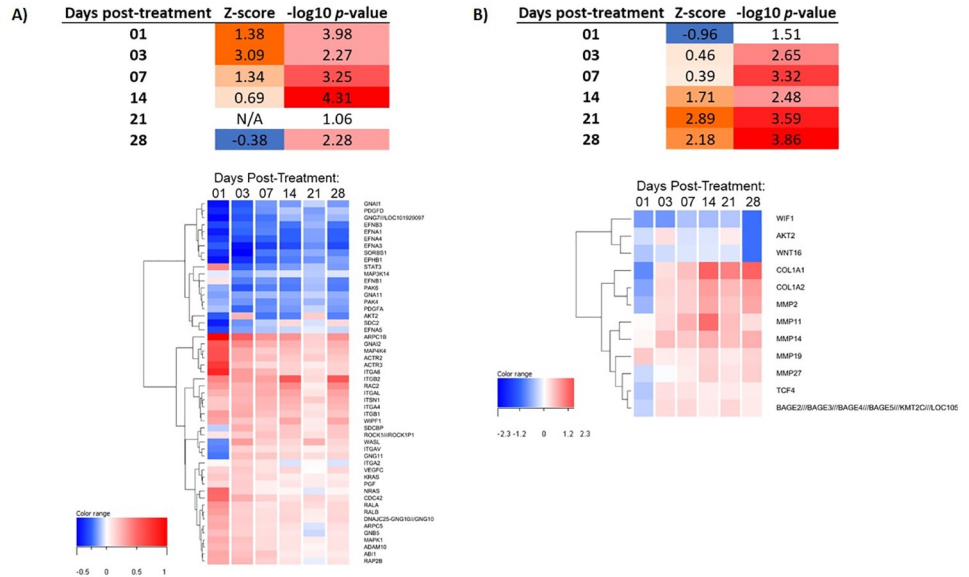 A)
Days post-treatment Z-score -log10 p-value
01 1.38 3.98
03 3.09 2.27
07 1.34 3.25
14 0.69 4.31
21 N/A 1.06
28 -0.38 2.28
Days Post-Treatment:
01 03 07 14 21 28
GNAI1
PDGFD
GNG7///LOC101929097
EFNB3
EFNA1
EFNA4
EFNA3
SORBS1
EPHB1
STAT3
MAP3K14
EFNB1
PAK6
GNA11
PAK4
PDGFA
AKT2
SDC2
EFNA5
ARPC1B
GNAI2
MAP4K4
ACTR2
ACTR3
ITGA6
ITGB2
RAC2
ITGAL
ITSN1
ITGA4
ITGB1
WIPF1
SDCBP
ROCK1///ROCK1P1
WASL
ITGAV
GNG11
ITGA2
VEGFC
KRAS
PGF
NRAS
CDC42
RALA
RALB
DNAJC25-GNG10///GNG10
ARPC5
GNB5
MAPK1
ADAM10
ABI1
RAP2B
Color range
-0.5 0 0.5 1
B)
Days post-treatment Z-score -log10 p-value
01 -0.96 1.51
03 0.46 2.65
07 0.39 3.32
14 1.71 2.48
21 2.89 3.59
28 2.18 3.86
Days Post-Treatment:
01 03 07 14 21 28
WIF1
AKT2
WNT16
COL1A1
COL1A2
MMP2
MMP11
MMP14
MMP19
MMP27
TCF4
BAGE2///BAGE3///BAGE4///BAGE5///KMT2C///LOC105
Color range
-2.3 -1.2 0 1.2 2.3